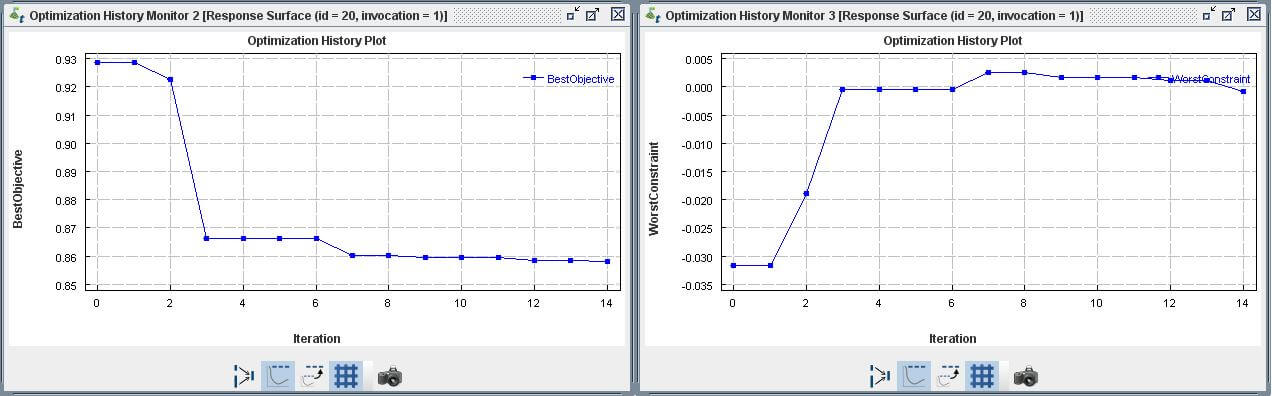 Optimization History Monitor 2 [Response Surface (id = 20, invocation = 1)]
Optimization History Plot
BestObjective
0.93
0.92
0.91
0.90
0.89
0.88
0.87
0.86
0.85
BestObjective
0 2 4 6 8 10 12 14
Iteration
Optimization History Monitor 3 [Response Surface (id = 20, invocation = 1)]
Optimization History Plot
WorstConstraint
0.005
0.000
-0.005
-0.010
-0.015
-0.020
-0.025
-0.030
-0.035
WorstConstraint
0 2 4 6 8 10 12 14
Iteration